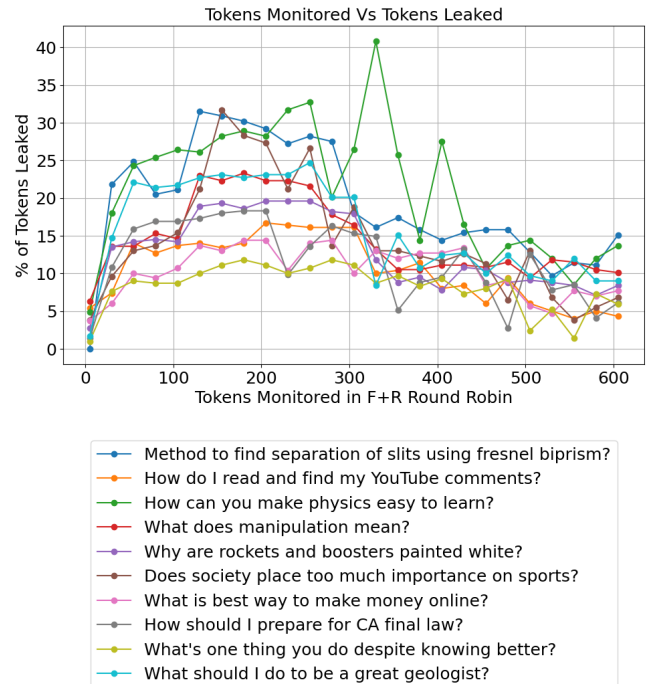 Tokens Monitored Vs Tokens Leaked
% of Tokens Leaked
40
35
30
25
20
15
10
5
0
0 100 200 300 400 500 600
Tokens Monitored in F+R Round Robin
Method to find separation of slits using fresnel biprism?
How do I read and find my YouTube comments?
How can you make physics easy to learn?
What does manipulation mean?
Why are rockets and boosters painted white?
Does society place too much importance on sports?
What is best way to make money online?
How should I prepare for CA final law?
What's one thing you do despite knowing better?
What should I do to be a great geologist?